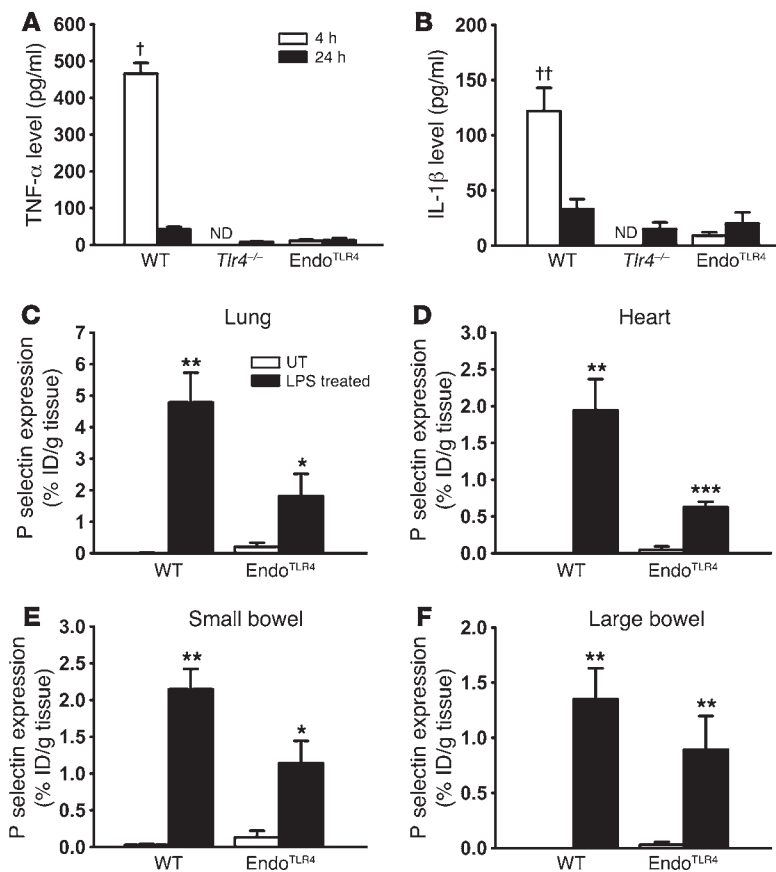 A
TNF-α level (pg/ml)
600
500
400
300
200
100
0
†
4 h
24 h
ND
WT
Tlr4–/–
EndoTLR4
B
IL-1β level (pg/ml)
200
150
100
50
0
††
ND
WT
Tlr4–/–
EndoTLR4
C
Lung
P selectin expression
(% ID/g tissue)
7
6
5
4
3
2
1
0
**
*
UT
LPS treated
WT
EndoTLR4
D
Heart
P selectin expression
(% ID/g tissue)
3.0
2.5
2.0
1.5
1.0
0.5
0.0
**
***
WT
EndoTLR4
E
Small bowel
P selectin expression
(% ID/g tissue)
3.0
2.5
2.0
1.5
1.0
0.5
0.0
**
*
WT
EndoTLR4
F
Large bowel
P selectin expression
(% ID/g tissue)
2.0
1.5
1.0
0.5
0.0
**
**
WT
EndoTLR4